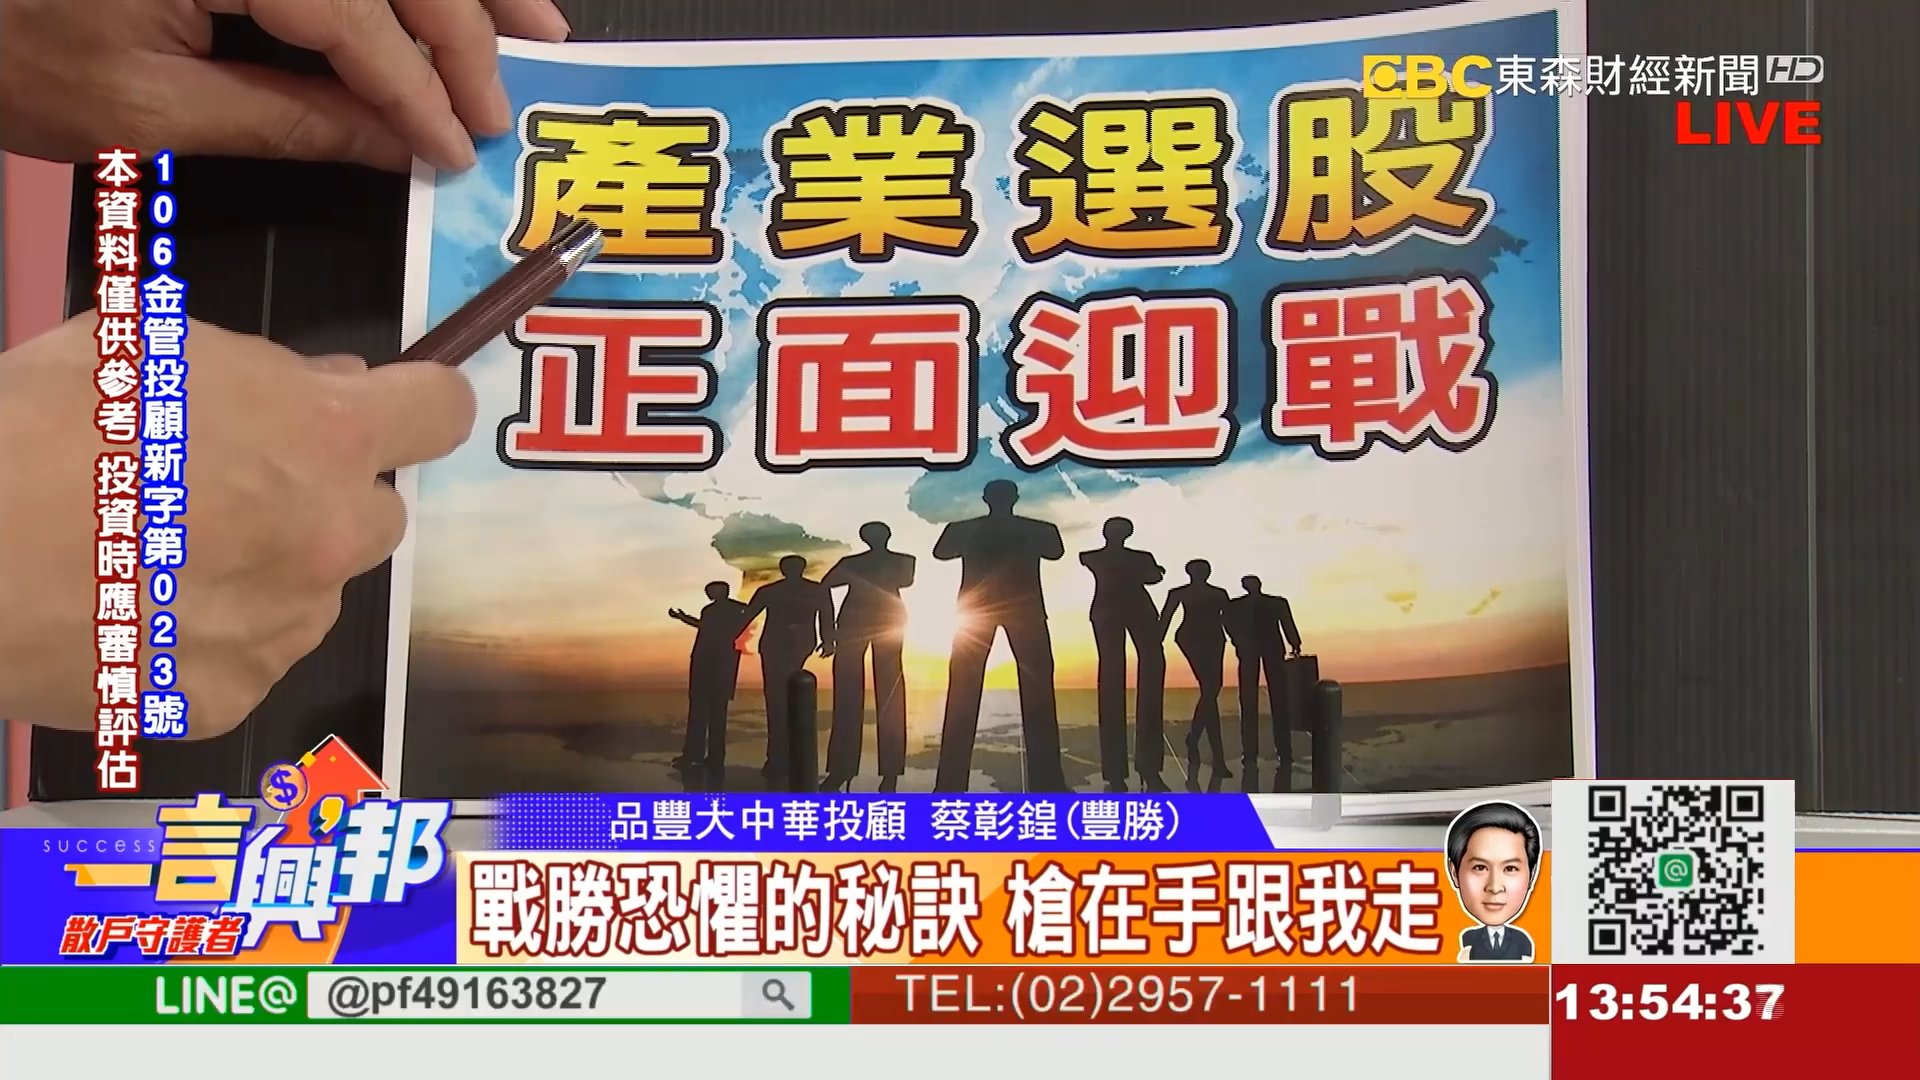 EBC東森財經新聞HD
LIVE
產業選股
正面迎戰
106金管投顧新字第023號
本資料僅供參考 投資時應審慎評估
success
一言興邦
散戶守護者
品豐大中華投顧 蔡彰鍠(豐勝)
戰勝恐懼的秘訣 槍在手跟我走
LINE@ @pf49163827
TEL:(02)2957-1111
13:54:37